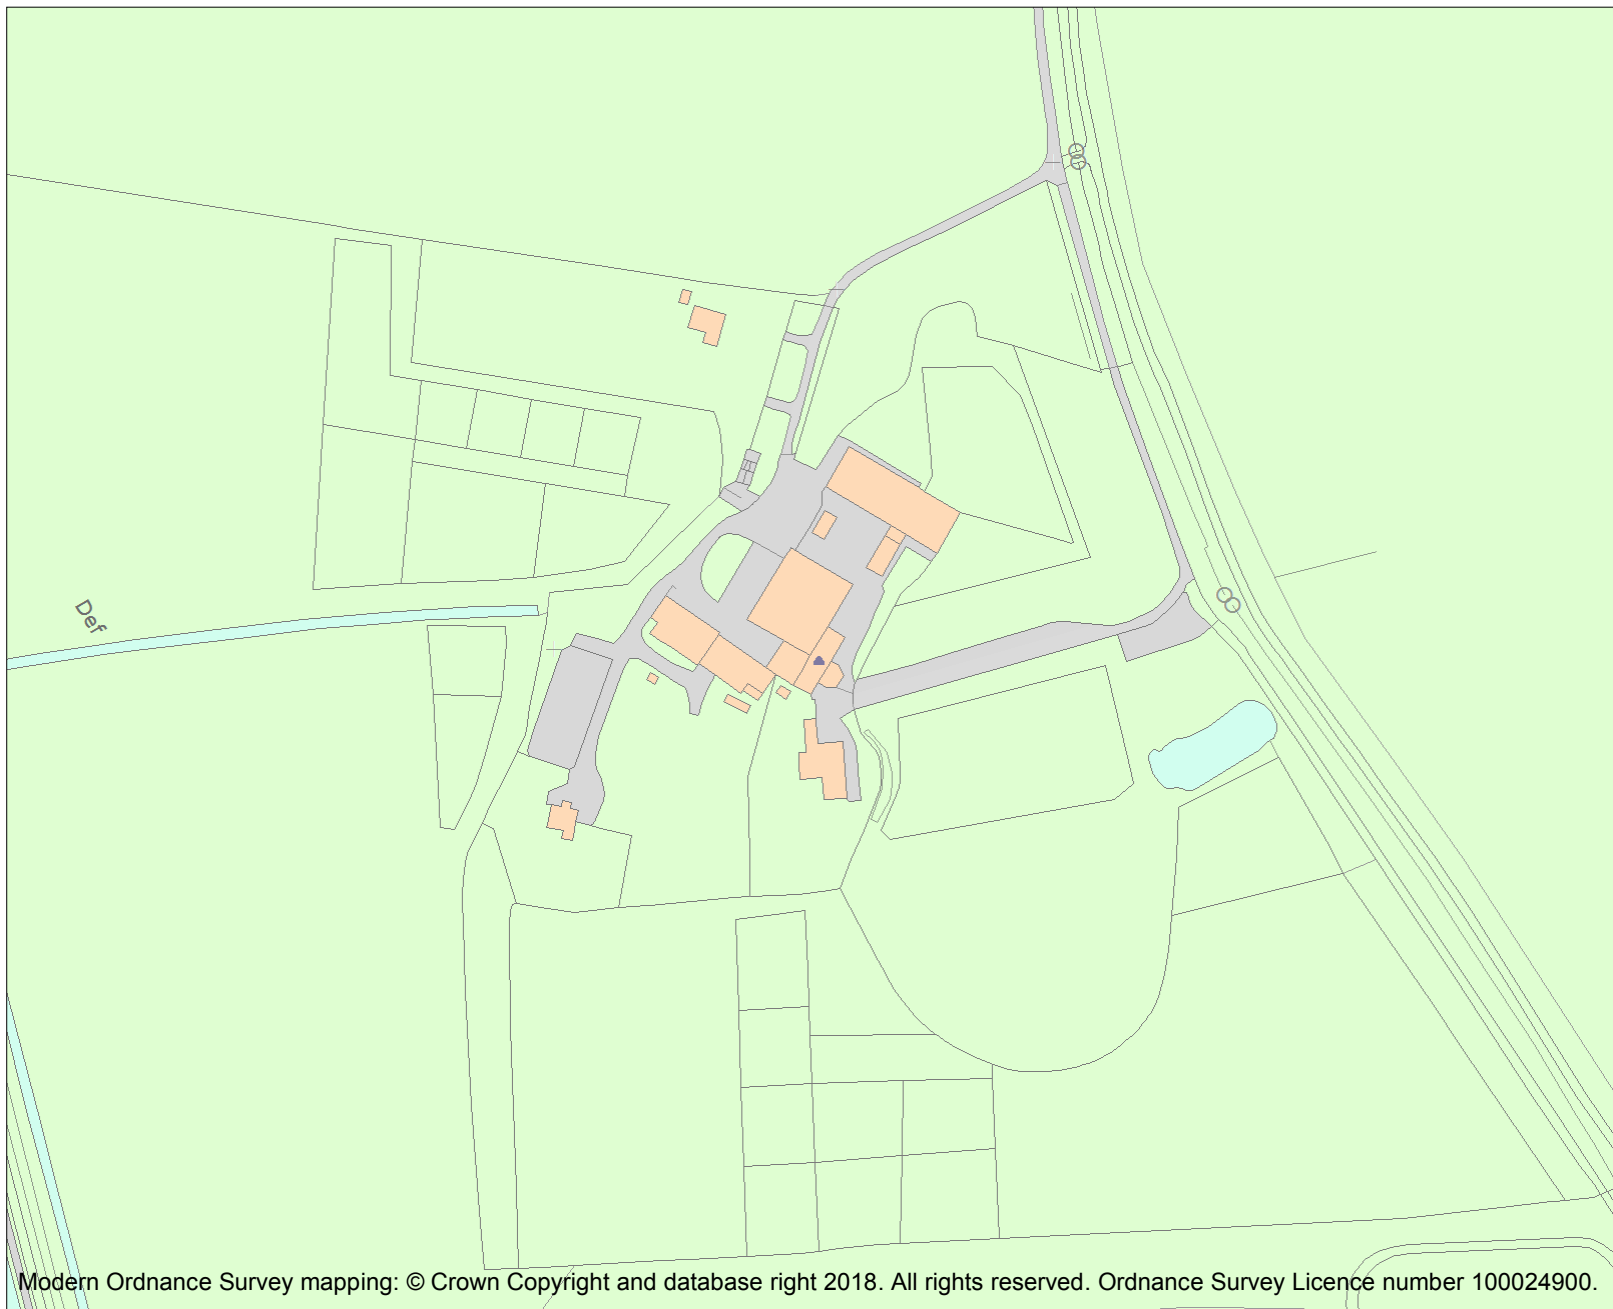 Def
Modern Ordnance Survey mapping: © Crown Copyright and database right 2018. All rights reserved. Ordnance Survey Licence number 100024900.